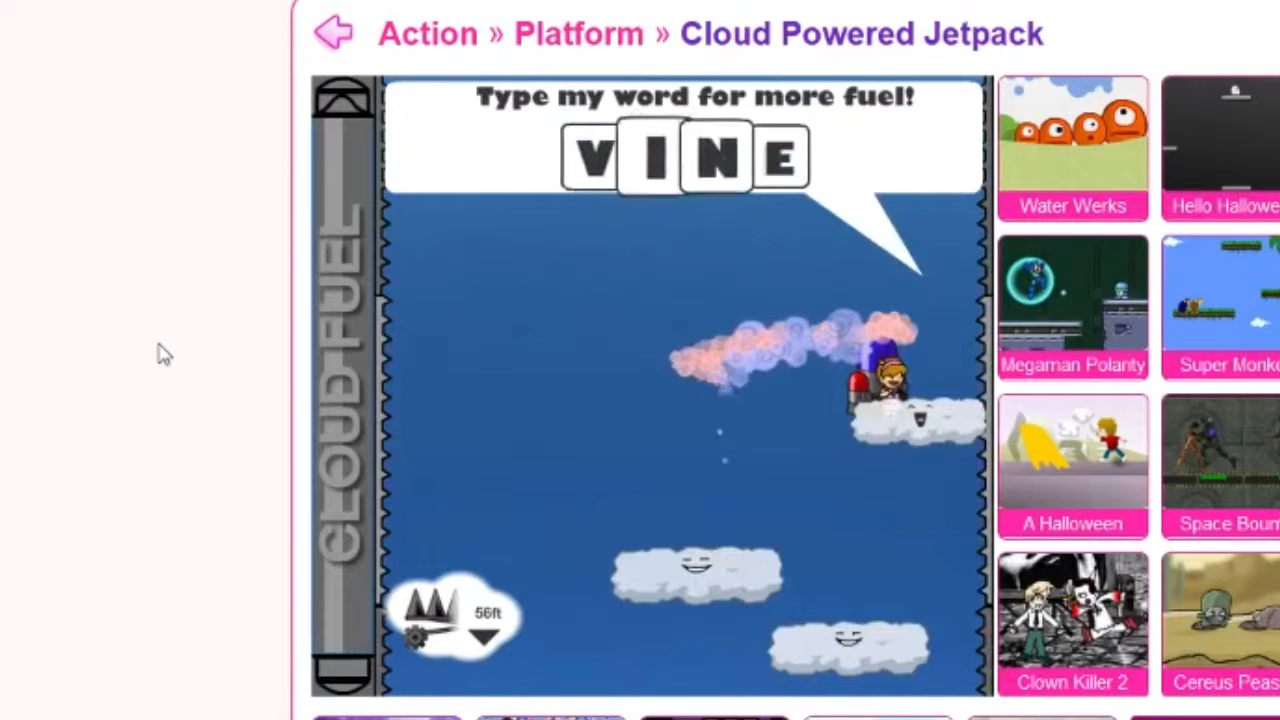 Action » Platform » Cloud Powered Jetpack
Type my word for more fuel!
VINE
CLOUD FUEL
56ft
Water Werks
Hello Hallowe
Megaman Polarity
Super Monk
A Halloween
Space Boun
Clown Killer 2
Cereus Peas